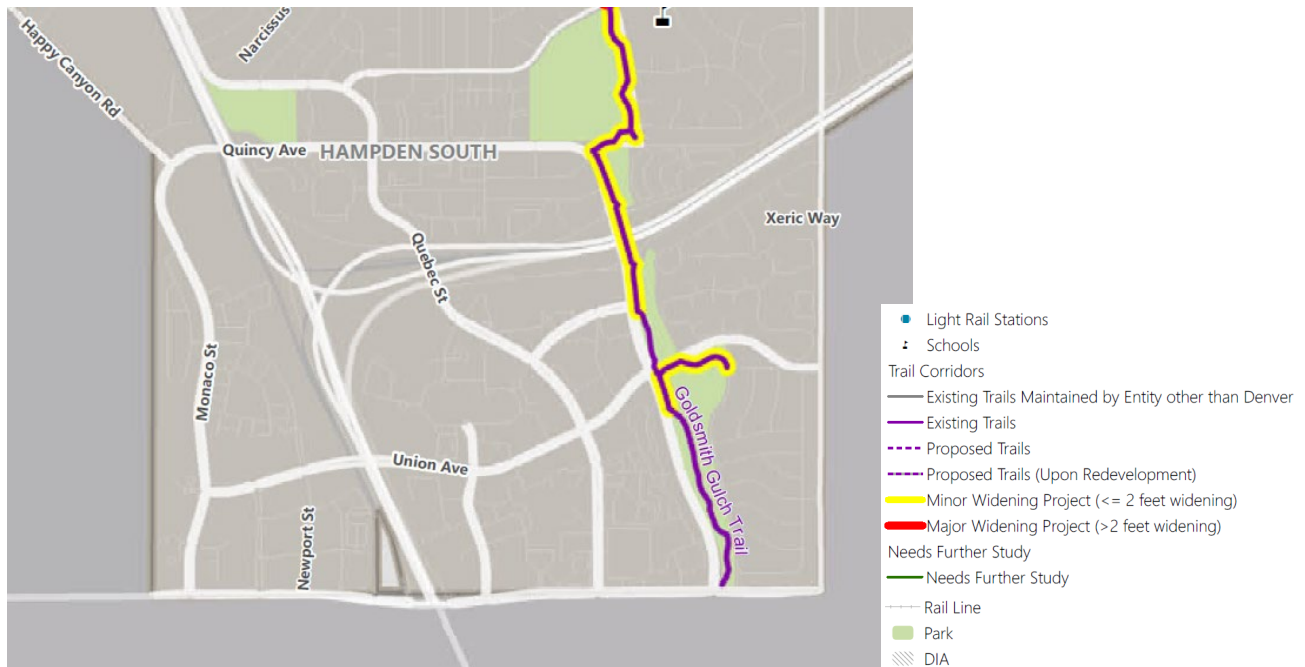 Narcissus
Happy Canyon Rd
Quincy Ave
HAMPDEN SOUTH
Xeric Way
Quebec St
Monaco St
Goldsmith Gulch Trail
Union Ave
Newport St
Light Rail Stations
Schools
Trail Corridors
Existing Trails Maintained by Entity other than Denver
Existing Trails
Proposed Trails
Proposed Trails (Upon Redevelopment)
Minor Widening Project (<= 2 feet widening)
Major Widening Project (>2 feet widening)
Needs Further Study
Needs Further Study
Rail Line
Park
DIA